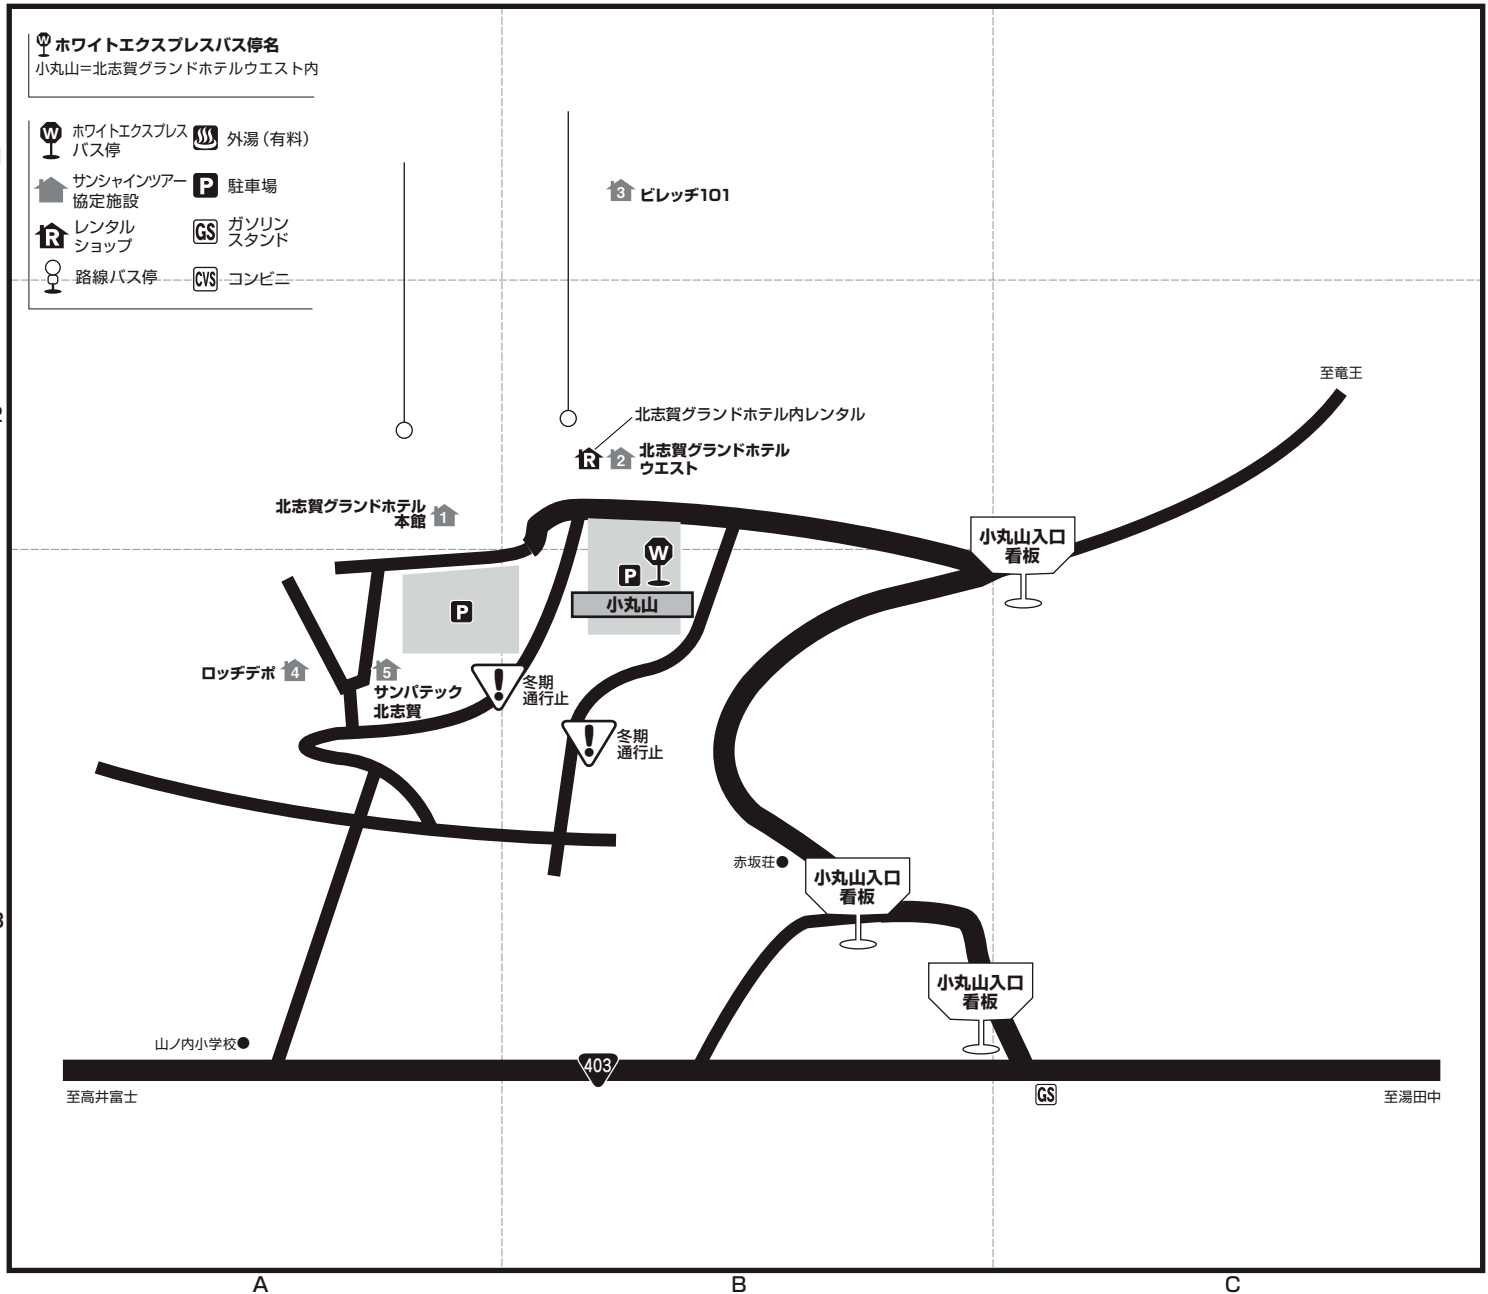 W ホワイトエクスプレスバス停名
小丸山=北志賀グランドホテルウエスト内
W ホワイトエクスプレス
バス停
外湯(有料)
サンシャインツアー
協定施設
P 駐車場
R レンタル
ショップ
GS ガソリン
スタンド
路線バス停
CVS コンビニ
3 ビレッヂ101
至竜王
2
北志賀グランドホテル内レンタル
R 2 北志賀グランドホテル
ウエスト
北志賀グランドホテル
本館 1
小丸山入口
看板
W
P
小丸山
P
ロッヂデポ 4
5
サンパテック
北志賀
冬期
通行止
冬期
通行止
赤坂荘
小丸山入口
看板
3
小丸山入口
看板
山ノ内小学校
403
至高井富士
GS
至湯田中
A
B
C